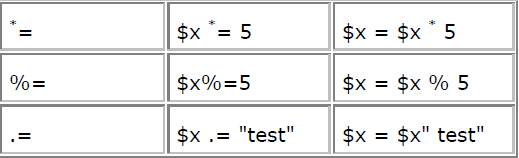 *= $x *= 5 $x = $x * 5
%= $x%=5 $x = $x % 5
.= $x .= "test" $x = $x" test"